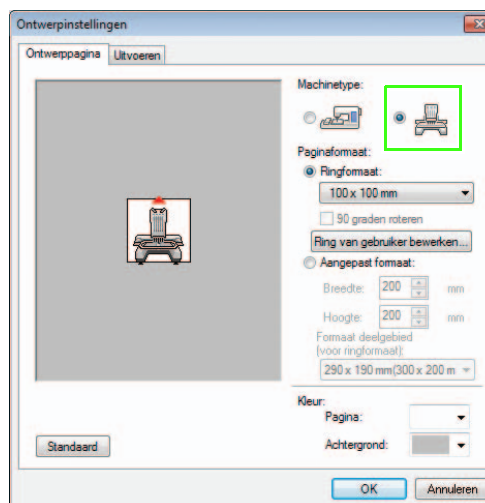 Ontwerpinstellingen
Ontwerppagina
Uitvoeren
Machinetype:
Paginaformaat:
Ringformaat:
100 x 100 mm
90 graden roteren
Ring van gebruiker bewerken...
Aangepast formaat:
Breedte: 200 mm
Hoogte: 200 mm
Formaat deelgebied
(voor ringformaat):
290 x 190 mm(300 x 200 m
Kleur:
Pagina:
Achtergrond:
Standaard
OK
Annuleren